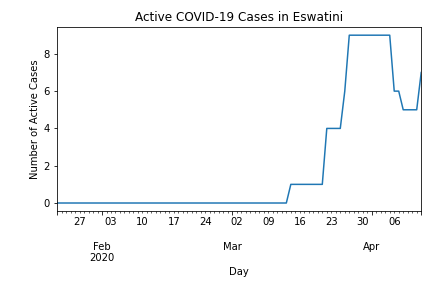 Active COVID-19 Cases in Eswatini
Number of Active Cases
8
6
4
2
0
27 03 10 17 24 02 09 16 23 30 06
Feb Mar Apr
2020
Day